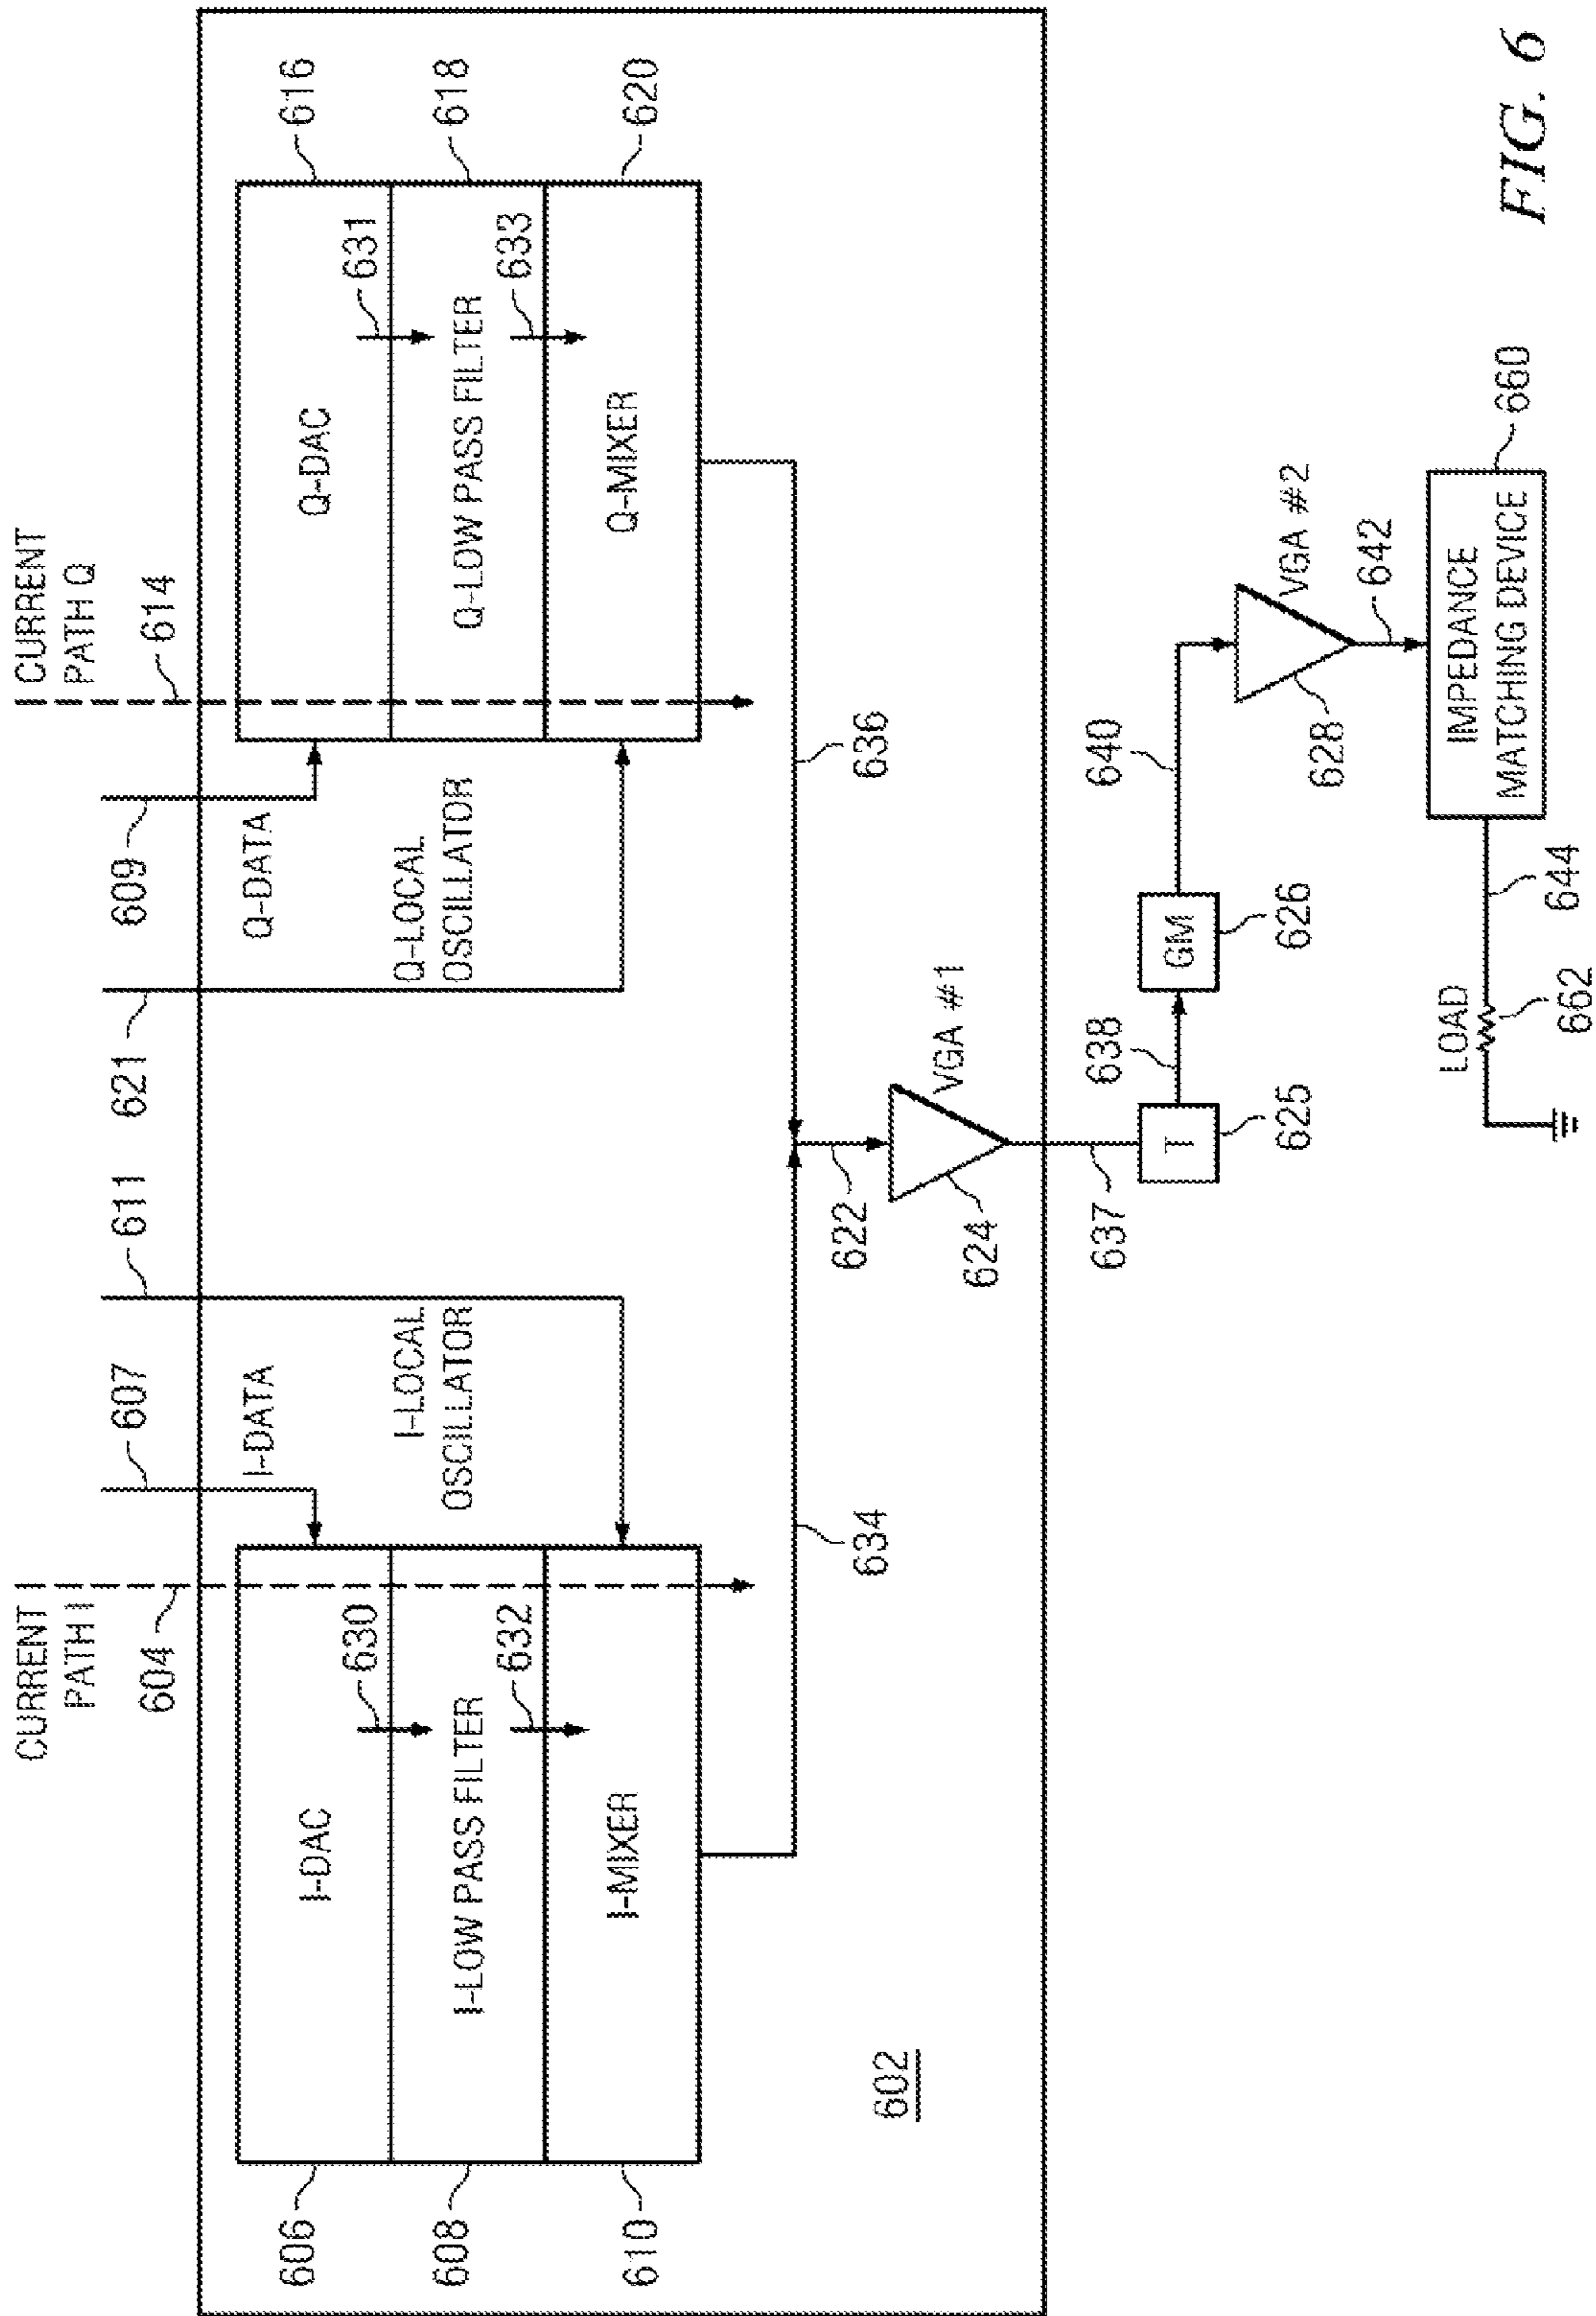 CURRENT
PATH I
604
607
611
621
609
CURRENT
PATH Q
614
I-DATA
I-LOCAL
OSCILLATOR
Q-DATA
Q-LOCAL
OSCILLATOR
606
I-DAC
630
608
I-LOW PASS FILTER
632
610
I-MIXER
Q-DAC
631
616
Q-LOW PASS FILTER
633
618
Q-MIXER
620
634
636
622
602
624
VGA #1
637
T
625
638
GM
626
640
VGA #2
628
642
IMPEDANCE
MATCHING DEVICE
660
644
LOAD
662
FIG. 6